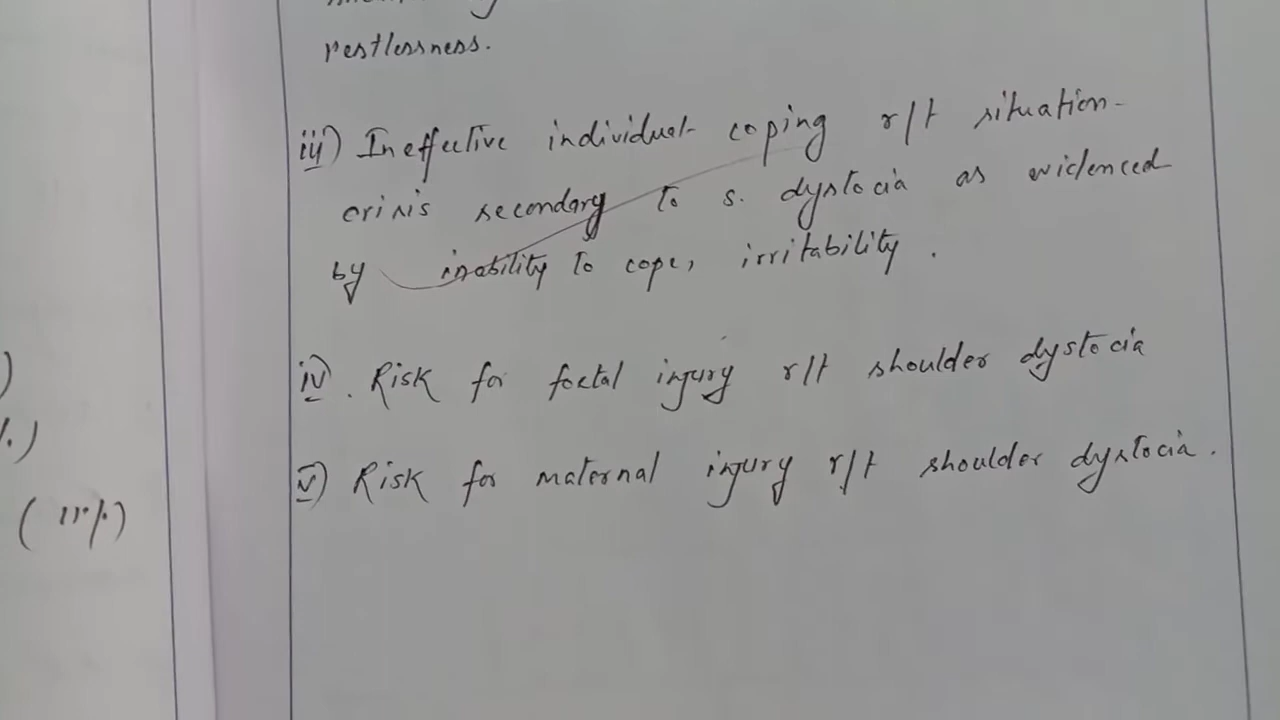 restlessness.
iii) Ineffective individual coping r/t situation
crisis secondary to s. dystocia as evidenced
by inability to cope, irritability.
iv. Risk for foetal injury r/t shoulder dystocia
v) Risk for maternal injury r/t shoulder dystocia.